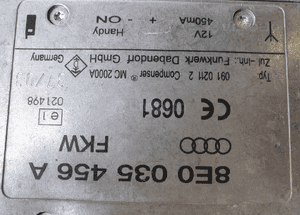 8E0 035 456 A
FKW
CE 0681
e1
021498
Typ 091 0211 2 Compenser MC 2000A
Zul.-Inh.: Funkwerk Dabendorf GmbH
Germany
12V
450mA
+ -
Handy
ON